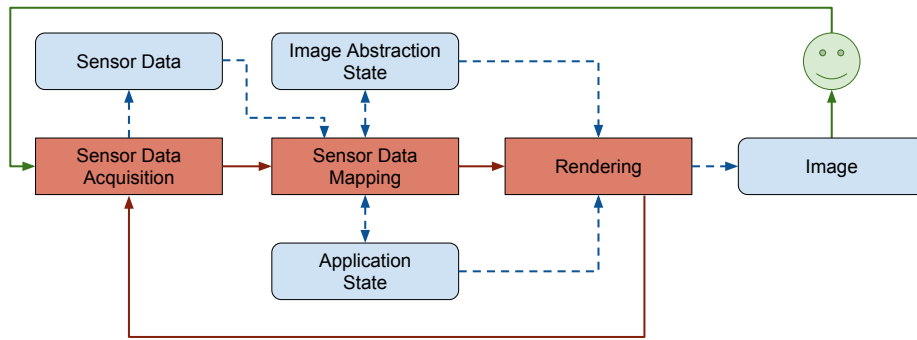 Sensor Data
Image Abstraction
State
Sensor Data
Acquisition
Sensor Data
Mapping
Rendering
Image
Application
State